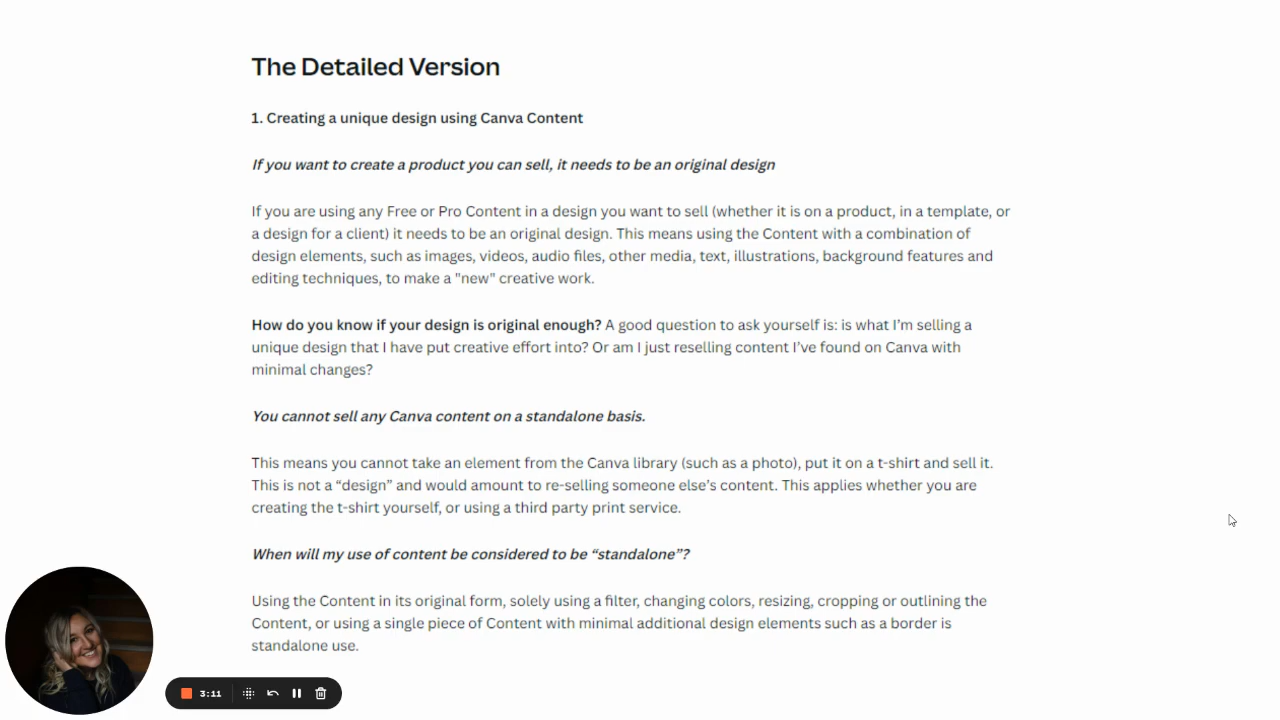 The Detailed Version
1. Creating a unique design using Canva Content
If you want to create a product you can sell, it needs to be an original design
If you are using any Free or Pro Content in a design you want to sell (whether it is on a product, in a template, or
a design for a client) it needs to be an original design. This means using the Content with a combination of
design elements, such as images, videos, audio files, other media, text, illustrations, background features and
editing techniques, to make a "new" creative work.
How do you know if your design is original enough? A good question to ask yourself is: is what I’m selling a
unique design that I have put creative effort into? Or am I just reselling content I’ve found on Canva with
minimal changes?
You cannot sell any Canva content on a standalone basis.
This means you cannot take an element from the Canva library (such as a photo), put it on a t-shirt and sell it.
This is not a “design” and would amount to re-selling someone else’s content. This applies whether you are
creating the t-shirt yourself, or using a third party print service.
When will my use of content be considered to be “standalone”?
Using the Content in its original form, solely using a filter, changing colors, resizing, cropping or outlining the
Content, or using a single piece of Content with minimal additional design elements such as a border is
standalone use.
3:11